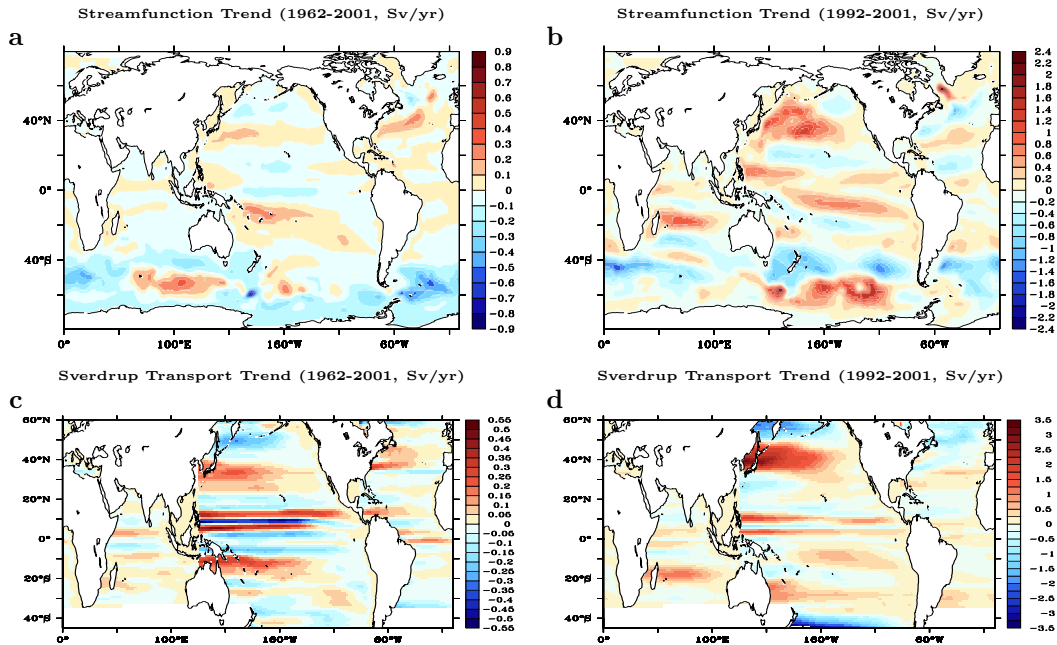 Streamfunction Trend (1962-2001, Sv/yr)
a
40°N
0°
40°S
0°
100°E
160°W
60°W
0.9
0.8
0.7
0.6
0.5
0.4
0.3
0.2
0.1
0
−0.1
−0.2
−0.3
−0.4
−0.5
−0.6
−0.7
−0.8
−0.9
Streamfunction Trend (1992-2001, Sv/yr)
b
40°N
0°
40°S
0°
100°E
160°W
60°W
2.4
2.2
2
1.8
1.6
1.4
1.2
1
0.8
0.6
0.4
0.2
0
−0.2
−0.4
−0.6
−0.8
−1
−1.2
−1.4
−1.6
−1.8
−2
−2.2
−2.4
Sverdrup Transport Trend (1962-2001, Sv/yr)
c
60°N
40°N
20°N
0°
20°S
40°S
0°
100°E
160°W
60°W
0.55
0.5
0.45
0.4
0.35
0.3
0.25
0.2
0.15
0.1
0.05
0
−0.05
−0.1
−0.15
−0.2
−0.25
−0.3
−0.35
−0.4
−0.45
−0.5
−0.55
Sverdrup Transport Trend (1992-2001, Sv/yr)
d
60°N
40°N
20°N
0°
20°S
40°S
0°
100°E
160°W
60°W
3.5
3
2.5
2
1.5
1
0.5
0
−0.5
−1
−1.5
−2
−2.5
−3
−3.5